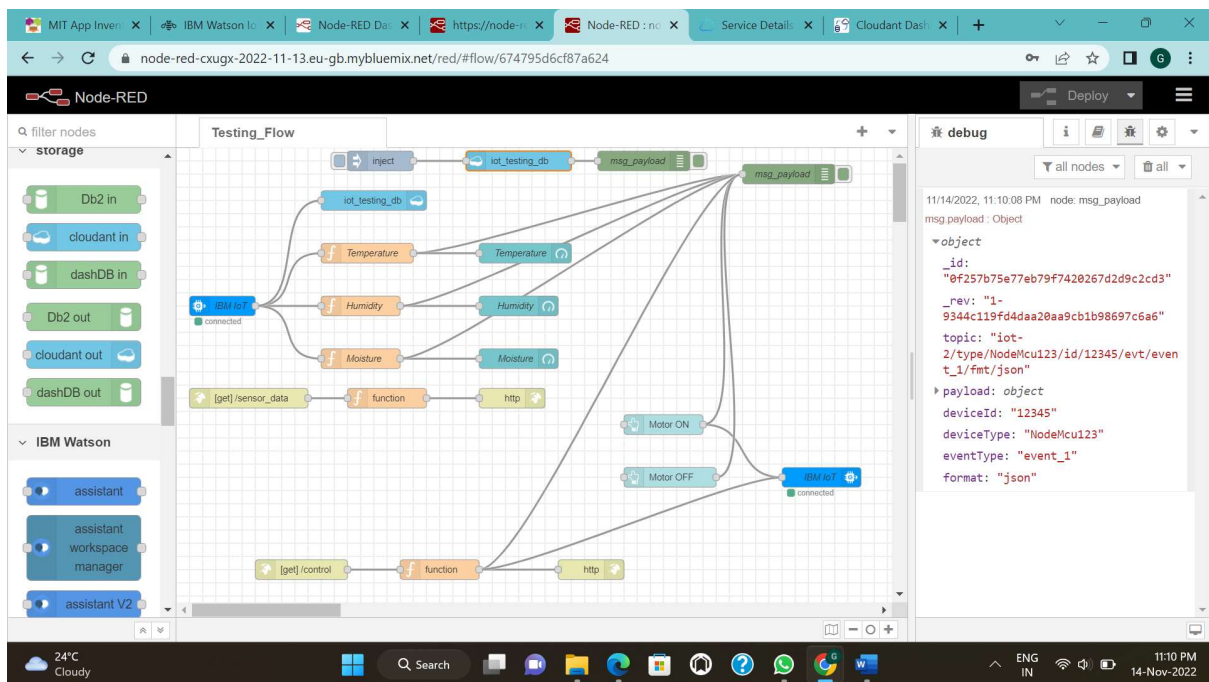 MIT App Inven
IBM Watson Io
Node-RED Das
https://node-r
Node-RED : no
Service Details
Cloudant Dash
node-red-cxugx-2022-11-13.eu-gb.mybluemix.net/red/#flow/674795d6cf87a624
G
Node-RED
Deploy
filter nodes
Testing_Flow
debug
i
storage
Db2 in
cloudant in
dashDB in
Db2 out
cloudant out
dashDB out
IBM Watson
assistant
assistant
workspace
manager
assistant V2
inject
iot_testing_db
msg_payload
msg_payload
iot_testing_db
f Temperature
Temperature
IBM IoT
connected
f Humidity
Humidity
f Moisture
Moisture
[get] /sensor_data
f function
http
Motor ON
Motor OFF
IBM IoT
connected
[get] /control
f function
http
all nodes
all
11/14/2022, 11:10:08 PM node: msg_payload
msg.payload : Object
object
_id:
"0f257b75e77eb79f7420267d2d9c2cd3"
_rev: "1-
9344c119fd4daa20aa9cb1b98697c6a6"
topic: "iot-
2/type/NodeMcu123/id/12345/evt/even
t_1/fmt/json"
payload: object
deviceId: "12345"
deviceType: "NodeMcu123"
eventType: "event_1"
format: "json"
24°C
Cloudy
Search
G
W
ENG
IN
11:10 PM
14-Nov-2022